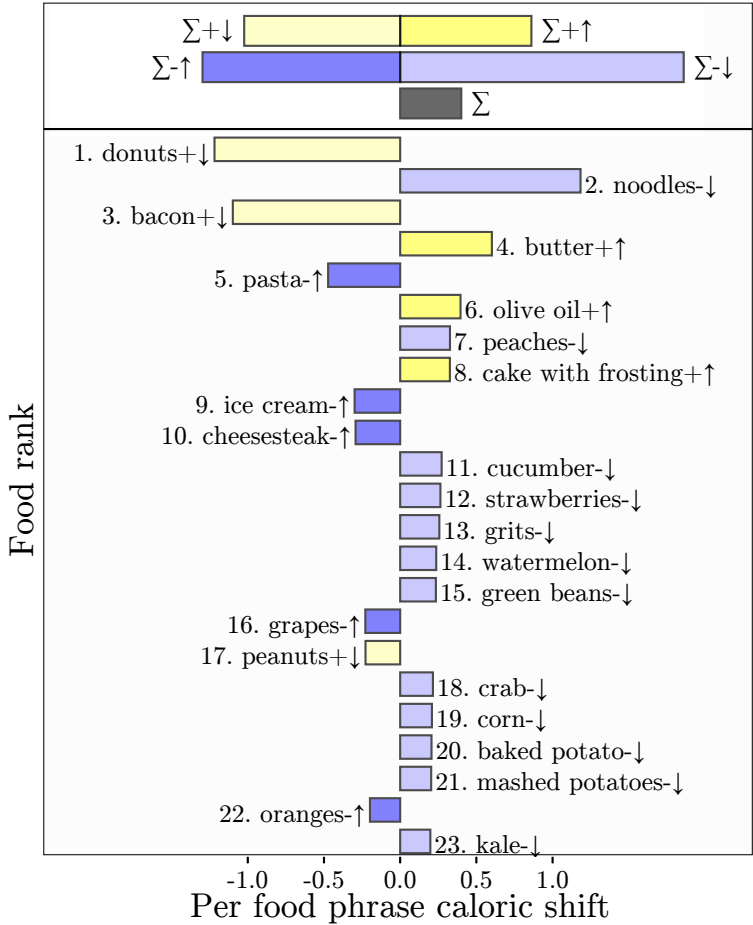 Σ+↓ Σ+↑
Σ-↑ Σ-↓
Σ
1. donuts+↓
2. noodles-↓
3. bacon+↓
4. butter+↑
5. pasta-↑
6. olive oil+↑
7. peaches-↓
8. cake with frosting+↑
9. ice cream-↑
10. cheesesteak-↑
11. cucumber-↓
12. strawberries-↓
13. grits-↓
14. watermelon-↓
15. green beans-↓
16. grapes-↑
17. peanuts+↓
18. crab-↓
19. corn-↓
20. baked potato-↓
21. mashed potatoes-↓
22. oranges-↑
23. kale-↓
Food rank
-1.0 -0.5 0.0 0.5 1.0
Per food phrase caloric shift